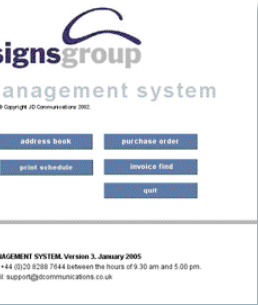 signsgroup
anagement system
© Copyright JD Communications 2002.
address book purchase order
print schedule invoice find
quit
NAGEMENT SYSTEM. Version 3. January 2005
+44 (0)20 8288 7644 between the hours of 9.30 am and 5.00 pm.
il: support@jdcommunications.co.uk